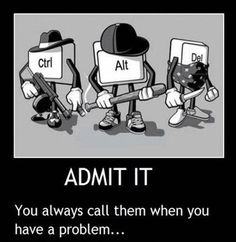 Ctrl
Alt
Del
ADMIT IT
You always call them when you
have a problem...